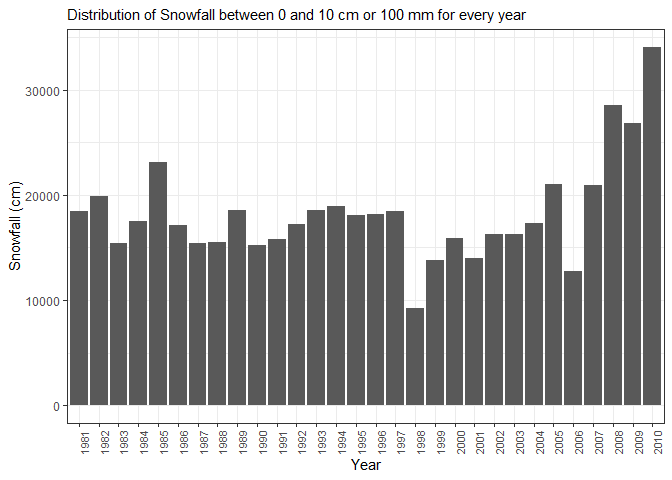 Distribution of Snowfall between 0 and 10 cm or 100 mm for every year
Snowfall (cm)
30000
20000
10000
0
1981 1982 1983 1984 1985 1986 1987 1988 1989 1990 1991 1992 1993 1994 1995 1996 1997 1998 1999 2000 2001 2002 2003 2004 2005 2006 2007 2008 2009 2010
Year